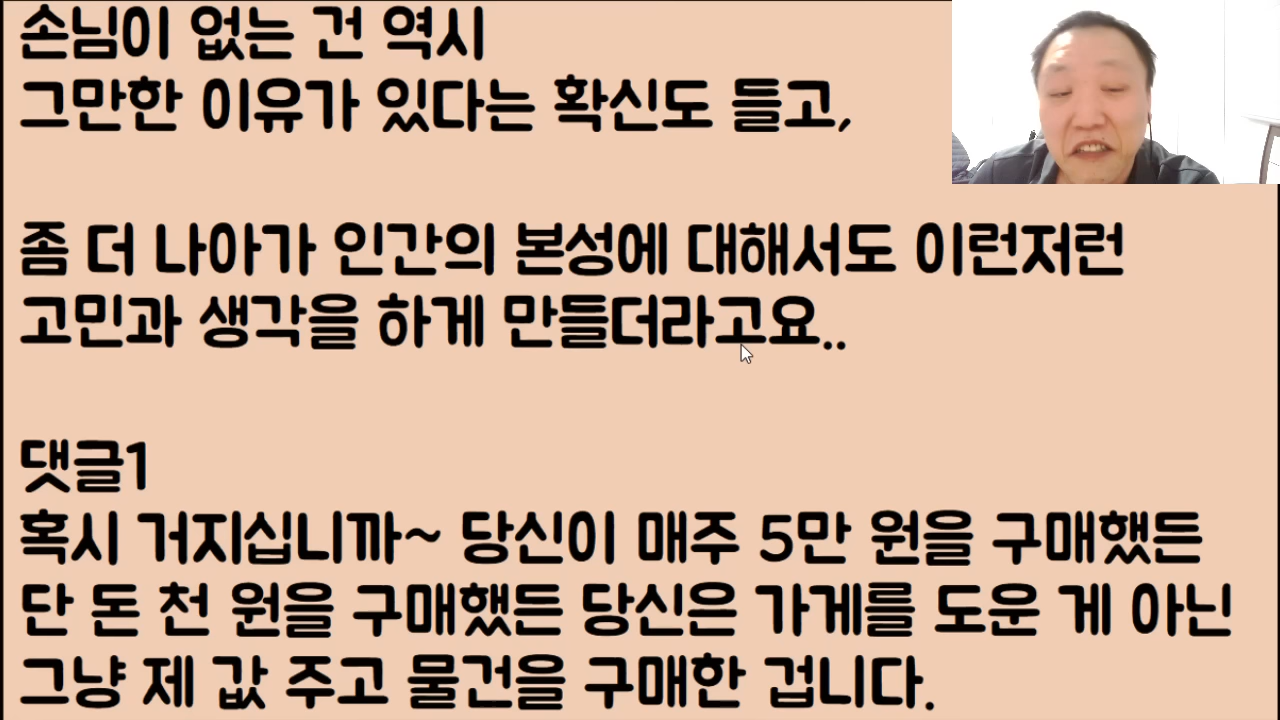 손님이 없는 건 역시
그만한 이유가 있다는 확신도 들고,
좀 더 나아가 인간의 본성에 대해서도 이런저런
고민과 생각을 하게 만들더라고요..
댓글1
혹시 거지십니까~ 당신이 매주 5만 원을 구매했든
단 돈 천 원을 구매했든 당신은 가게를 도운 게 아닌
그냥 제 값 주고 물건을 구매한 겁니다.